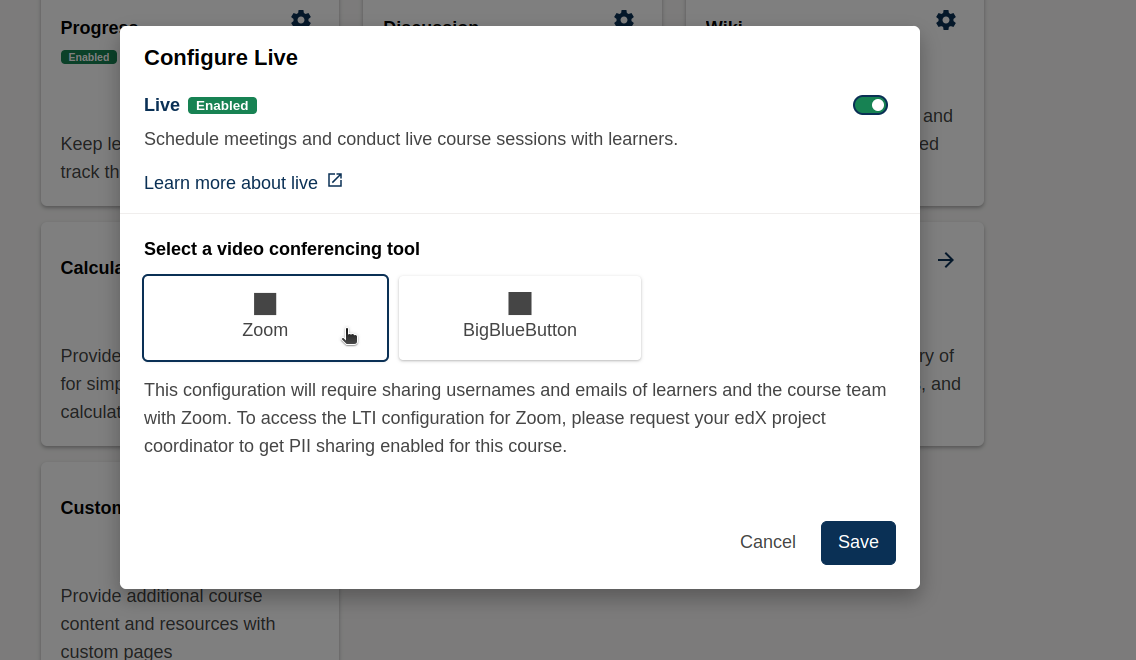 Progress
Discussion
Wiki
Enabled
Configure Live
Live Enabled
Schedule meetings and conduct live course sessions with learners.
Learn more about live
and
Keep le
ed
track th
Select a video conferencing tool
Zoom
BigBlueButton
This configuration will require sharing usernames and emails of learners and the course team
with Zoom. To access the LTI configuration for Zoom, please request your edX project
coordinator to get PII sharing enabled for this course.
Cancel
Save
Calcula
Provide
ry of
for simp
, and
calculat
Custom
Provide additional course
content and resources with
custom pages